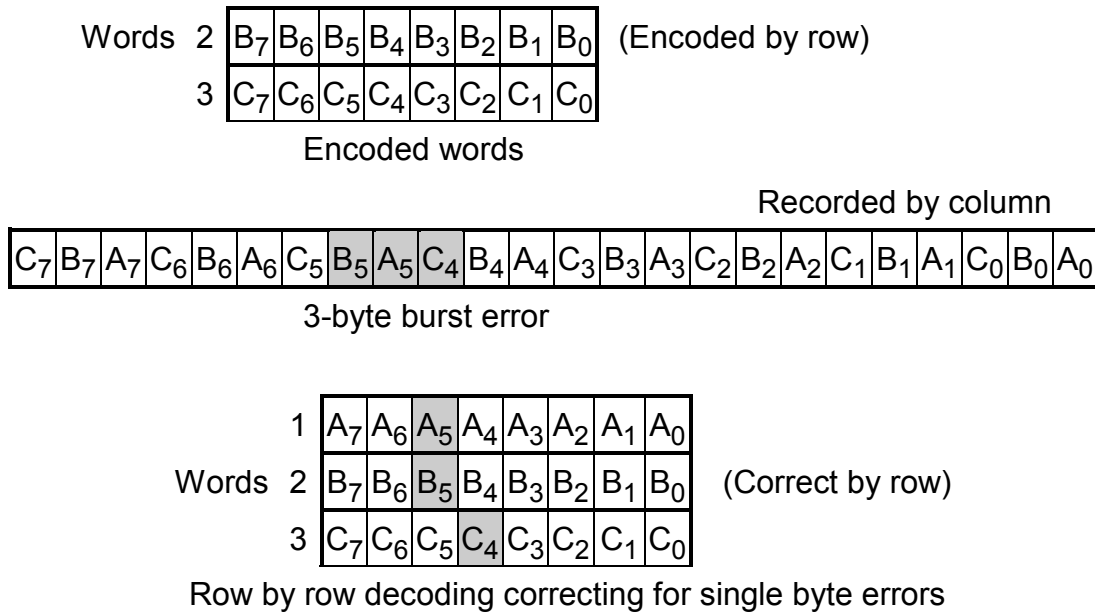 Words 2 B₇ B₆ B₅ B₄ B₃ B₂ B₁ B₀ (Encoded by row)
3 C₇ C₆ C₅ C₄ C₃ C₂ C₁ C₀
Encoded words
Recorded by column
C₇ B₇ A₇ C₆ B₆ A₆ C₅ B₅ A₅ C₄ B₄ A₄ C₃ B₃ A₃ C₂ B₂ A₂ C₁ B₁ A₁ C₀ B₀ A₀
3-byte burst error
1 A₇ A₆ A₅ A₄ A₃ A₂ A₁ A₀
Words 2 B₇ B₆ B₅ B₄ B₃ B₂ B₁ B₀ (Correct by row)
3 C₇ C₆ C₅ C₄ C₃ C₂ C₁ C₀
Row by row decoding correcting for single byte errors